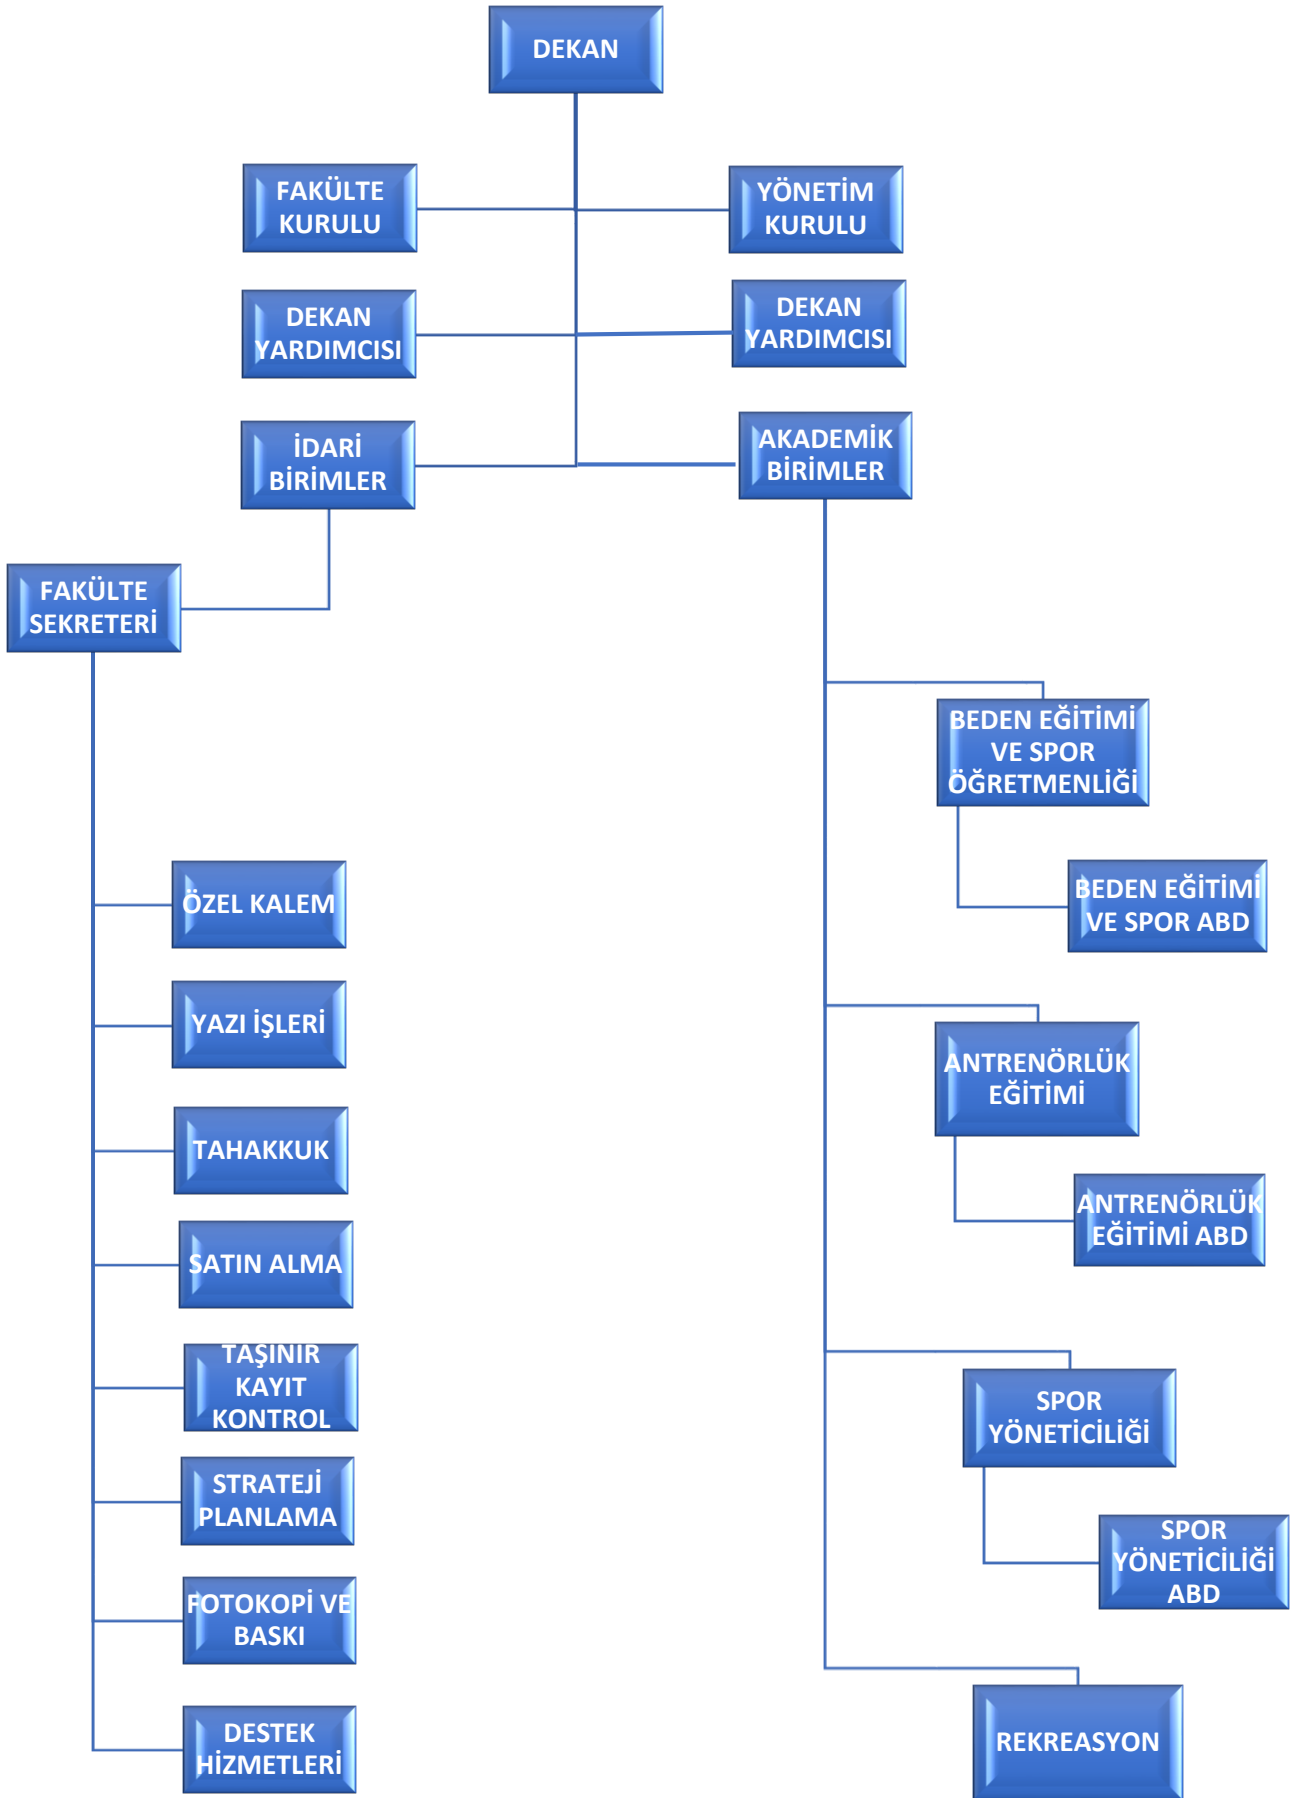 DEKAN
FAKÜLTE
KURULU
YÖNETİM
KURULU
DEKAN
YARDIMCISI
DEKAN
YARDIMCISI
İDARİ
BİRİMLER
AKADEMİK
BİRİMLER
FAKÜLTE
SEKRETERİ
ÖZEL KALEM
YAZI İŞLERİ
TAHAKKUK
SATIN ALMA
TAŞINIR
KAYIT
KONTROL
STRATEJİ
PLANLAMA
FOTOKOPİ VE
BASKI
DESTEK
HİZMETLERİ
BEDEN EĞİTİMİ
VE SPOR
ÖĞRETMENLİĞİ
BEDEN EĞİTİMİ
VE SPOR ABD
ANTRENÖRLÜK
EĞİTİMİ
ANTRENÖRLÜK
EĞİTİMİ ABD
SPOR
YÖNETİCİLİĞİ
SPOR
YÖNETİCİLİĞİ
ABD
REKREASYON